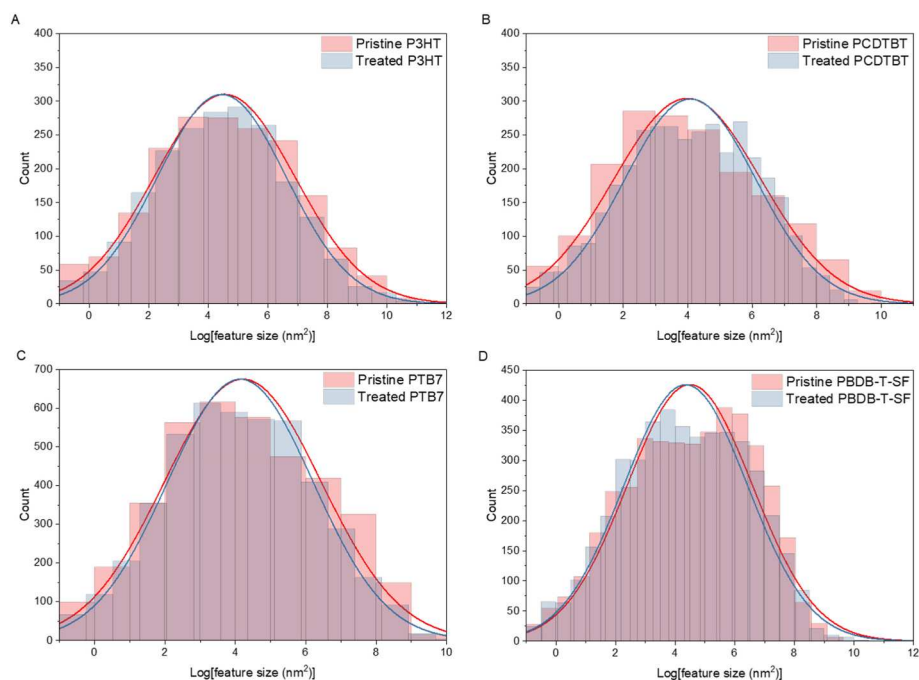 A
400
350
300
250
200
150
100
50
0
Count
0 2 4 6 8 10 12
Log[feature size (nm²)]
Pristine P3HT
Treated P3HT
B
400
350
300
250
200
150
100
50
0
Count
0 2 4 6 8 10
Log[feature size (nm²)]
Pristine PCDTBT
Treated PCDTBT
C
700
600
500
400
300
200
100
0
Count
0 2 4 6 8 10
Log[feature size (nm²)]
Pristine PTB7
Treated PTB7
D
450
400
350
300
250
200
150
100
50
0
Count
0 2 4 6 8 10 12
Log[feature size (nm²)]
Pristine PBDB-T-SF
Treated PBDB-T-SF